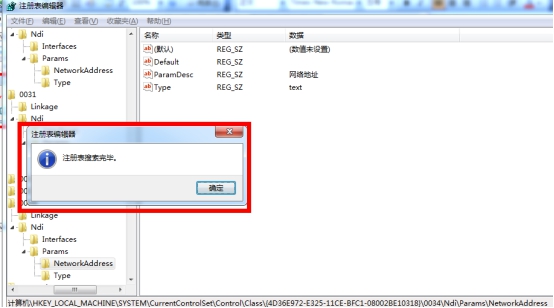 注册表编辑器
文件(F) 编辑(E) 查看(V) 收藏夹(A) 帮助(H)
Ndi
Interfaces
Params
NetworkAddress
Type
0031
Linkage
Ndi
名称 类型 数据
(默认) REG_SZ (数值未设置)
Default REG_SZ
ParamDesc REG_SZ 网络地址
Type REG_SZ text
注册表编辑器
注册表搜索完毕。
确定
Linkage
Ndi
Interfaces
Params
NetworkAddress
Type
计算机\HKEY_LOCAL_MACHINE\SYSTEM\CurrentControlSet\Control\Class\{4D36E972-E325-11CE-BFC1-08002BE10318}\0034\Ndi\Params\NetworkAddress